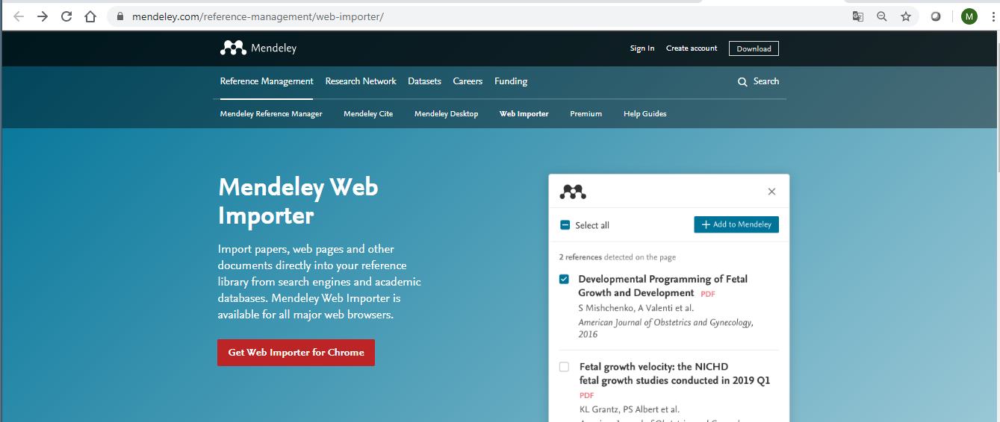 mendeley.com/reference-management/web-importer/
M
Mendeley
Sign In
Create account
Download
Reference Management
Research Network
Datasets
Careers
Funding
Search
Mendeley Reference Manager
Mendeley Cite
Mendeley Desktop
Web Importer
Premium
Help Guides
Mendeley Web
Importer
Import papers, web pages and other
documents directly into your reference
library from search engines and academic
databases. Mendeley Web Importer is
available for all major web browsers.
Get Web Importer for Chrome
Select all
Add to Mendeley
2 references detected on the page
Developmental Programming of Fetal
Growth and Development PDF
S Mishchenko, A Valenti et al.
American Journal of Obstetrics and Gynecology,
2016
Fetal growth velocity: the NICHD
fetal growth studies conducted in 2019 Q1
PDF
KL Grantz, PS Albert et al.